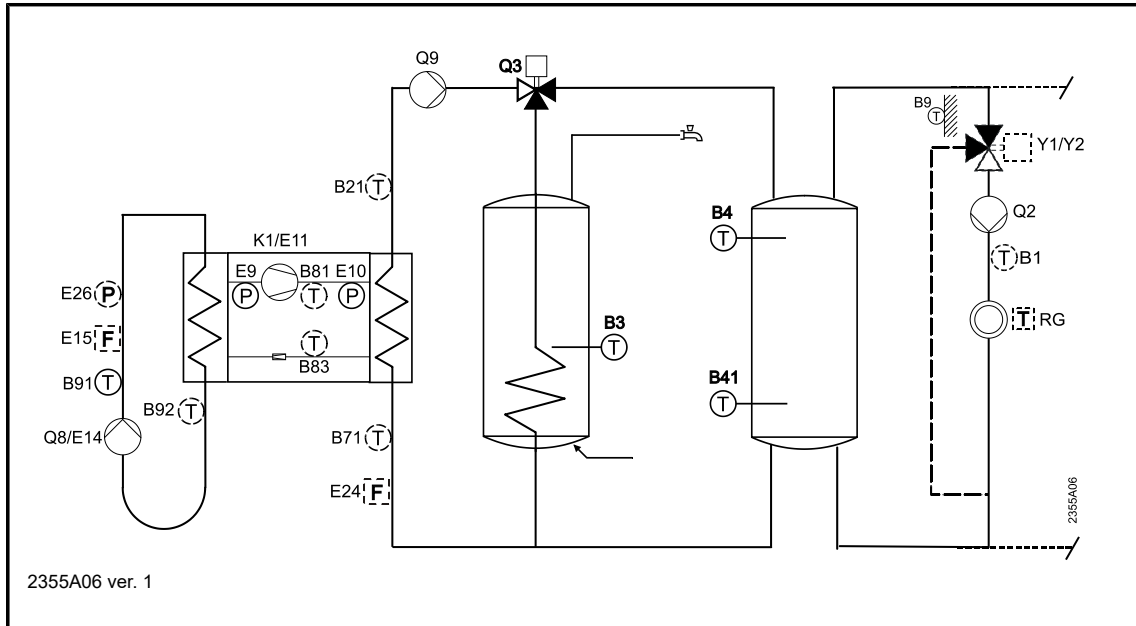 Q9
Q3
B9
T
Y1/Y2
B21 T
B4
T
Q2
K1/E11
T B1
E9 B81 E10
P T P
E26 P
T RG
E15 F
T
B83
B3
T
B91 T
B92 T
B41
T
Q8/E14
B71 T
E24 F
2355A06
2355A06 ver. 1